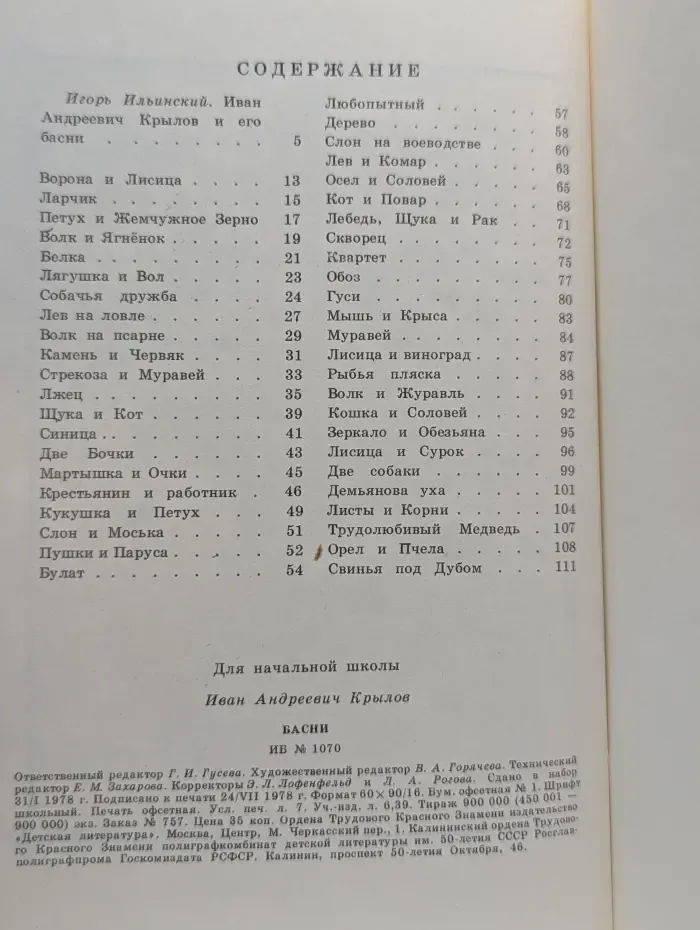 СОДЕРЖАНИЕ
Игорь Ильинский. Иван
Андреевич Крылов и его
басни . . . . . . . . 5
Ворона и Лисица . . . . 13
Ларчик . . . . . . . . 15
Петух и Жемчужное Зерно 17
Волк и Ягнёнок . . . . . 19
Белка . . . . . . . . 21
Лягушка и Вол . . . . . 23
Собачья дружба . . . . 24
Лев на ловле . . . . . . 27
Волк на псарне . . . . . 29
Камень и Червяк . . . . 31
Стрекоза и Муравей . . . 33
Лжец . . . . . . . . . 35
Щука и Кот . . . . . . 39
Синица . . . . . . . . 41
Две Бочки . . . . . . 43
Мартышка и Очки . . . . 45
Крестьянин и работник . 46
Кукушка и Петух . . . 49
Слон и Моська . . . . . 51
Пушки и Паруса . . . . . 52
Булат . . . . . . . . . 54
Любопытный . . . . . . 57
Дерево . . . . . . . . 58
Слон на воеводстве . . . 60
Лев и Комар . . . . . . 63
Осел и Соловей . . . . . 65
Кот и Повар . . . . . . 68
Лебедь, Щука и Рак . . 71
Скворец . . . . . . . 72
Квартет . . . . . . . 75
Обоз . . . . . . . . 77
Гуси . . . . . . . . 80
Мышь и Крыса . . . . . 83
Муравей . . . . . . . 84
Лисица и виноград . . . . 87
Рыбья пляска . . . . . 88
Волк и Журавль . . . . 91
Кошка и Соловей . . . . 92
Зеркало и Обезьяна . . . 95
Лисица и Сурок . . . . 96
Две собаки . . . . . 99
Демьянова уха . . . . . 101
Листы и Корни . . . . 104
Трудолюбивый Медведь . 107
Орел и Пчела . . . . . 108
Свинья под Дубом . . . 111
Для начальной школы
Иван Андреевич Крылов
БАСНИ
ИБ № 1070
Ответственный редактор Г. И. Гусева. Художественный редактор В. А. Горячева. Технический
редактор Е. М. Захарова. Корректоры Э. Л. Лофенфельд и Л. А. Рогова. Сдано в набор
31/I 1978 г. Подписано к печати 24/VII 1978 г. Формат 60×90/16. Бум. офсетная № 1. Шрифт
школьный. Печать офсетная. Усл. печ. л. 7. Уч.-изд. л. 6,39. Тираж 900 000 (450 001 —
900 000) экз. Заказ № 757. Цена 35 коп. Ордена Трудового Красного Знамени издательство
«Детская литература». Москва, Центр, М. Черкасский пер., 1. Калининский ордена Трудово-
го Красного Знамени полиграфкомбинат детской литературы им. 50-летия СССР Росглав-
полиграфпрома Госкомиздата РСФСР. Калинин, проспект 50-летия Октября, 46.